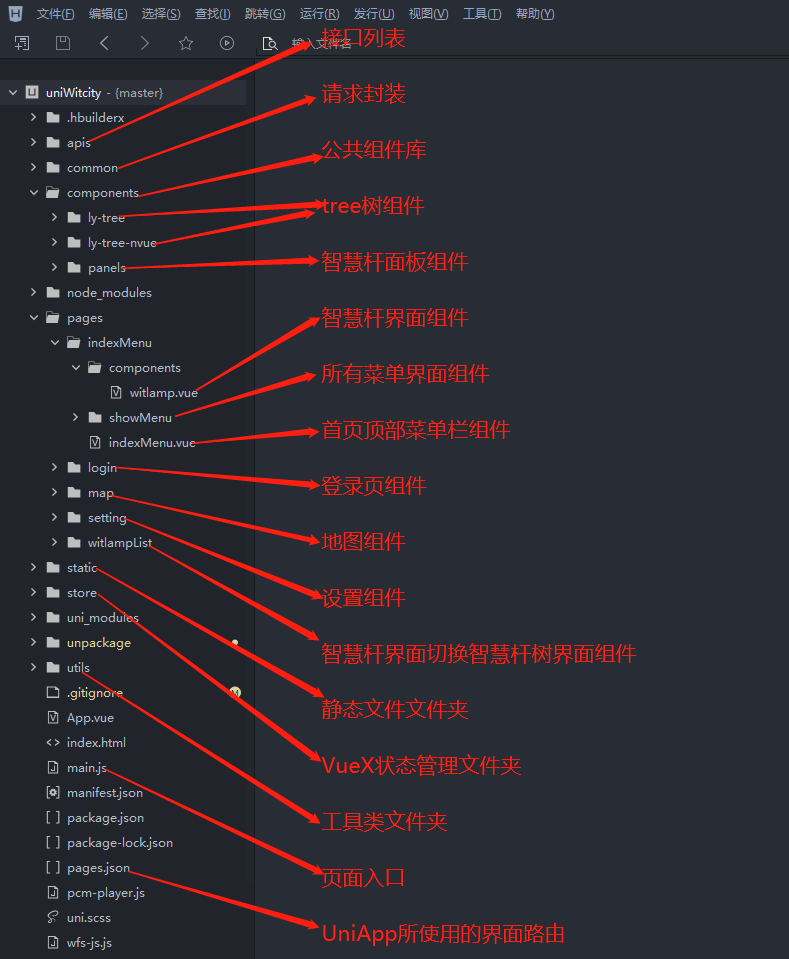 文件(F) 编辑(E) 选择(S) 查找(I) 跳转(G) 运行(R) 发行(U) 视图(V) 工具(T) 帮助(Y)
输入文件名
接口列表
uniWitcity - {master}
请求封装
.hbuilderx
apis
公共组件库
common
components
tree树组件
ly-tree
ly-tree-nvue
智慧杆面板组件
panels
node_modules
智慧杆界面组件
pages
indexMenu
所有菜单界面组件
components
witlamp.vue
showMenu
首页顶部菜单栏组件
indexMenu.vue
login
登录页组件
map
setting
地图组件
witlampList
static
设置组件
store
uni_modules
unpackage
智慧杆界面切换智慧杆树界面组件
utils
.gitignore
M
静态文件文件夹
App.vue
index.html
VueX状态管理文件夹
main.js
manifest.json
package.json
工具类文件夹
package-lock.json
pages.json
页面入口
pcm-player.js
uni.scss
UniApp所使用的界面路由
wfs-js.js